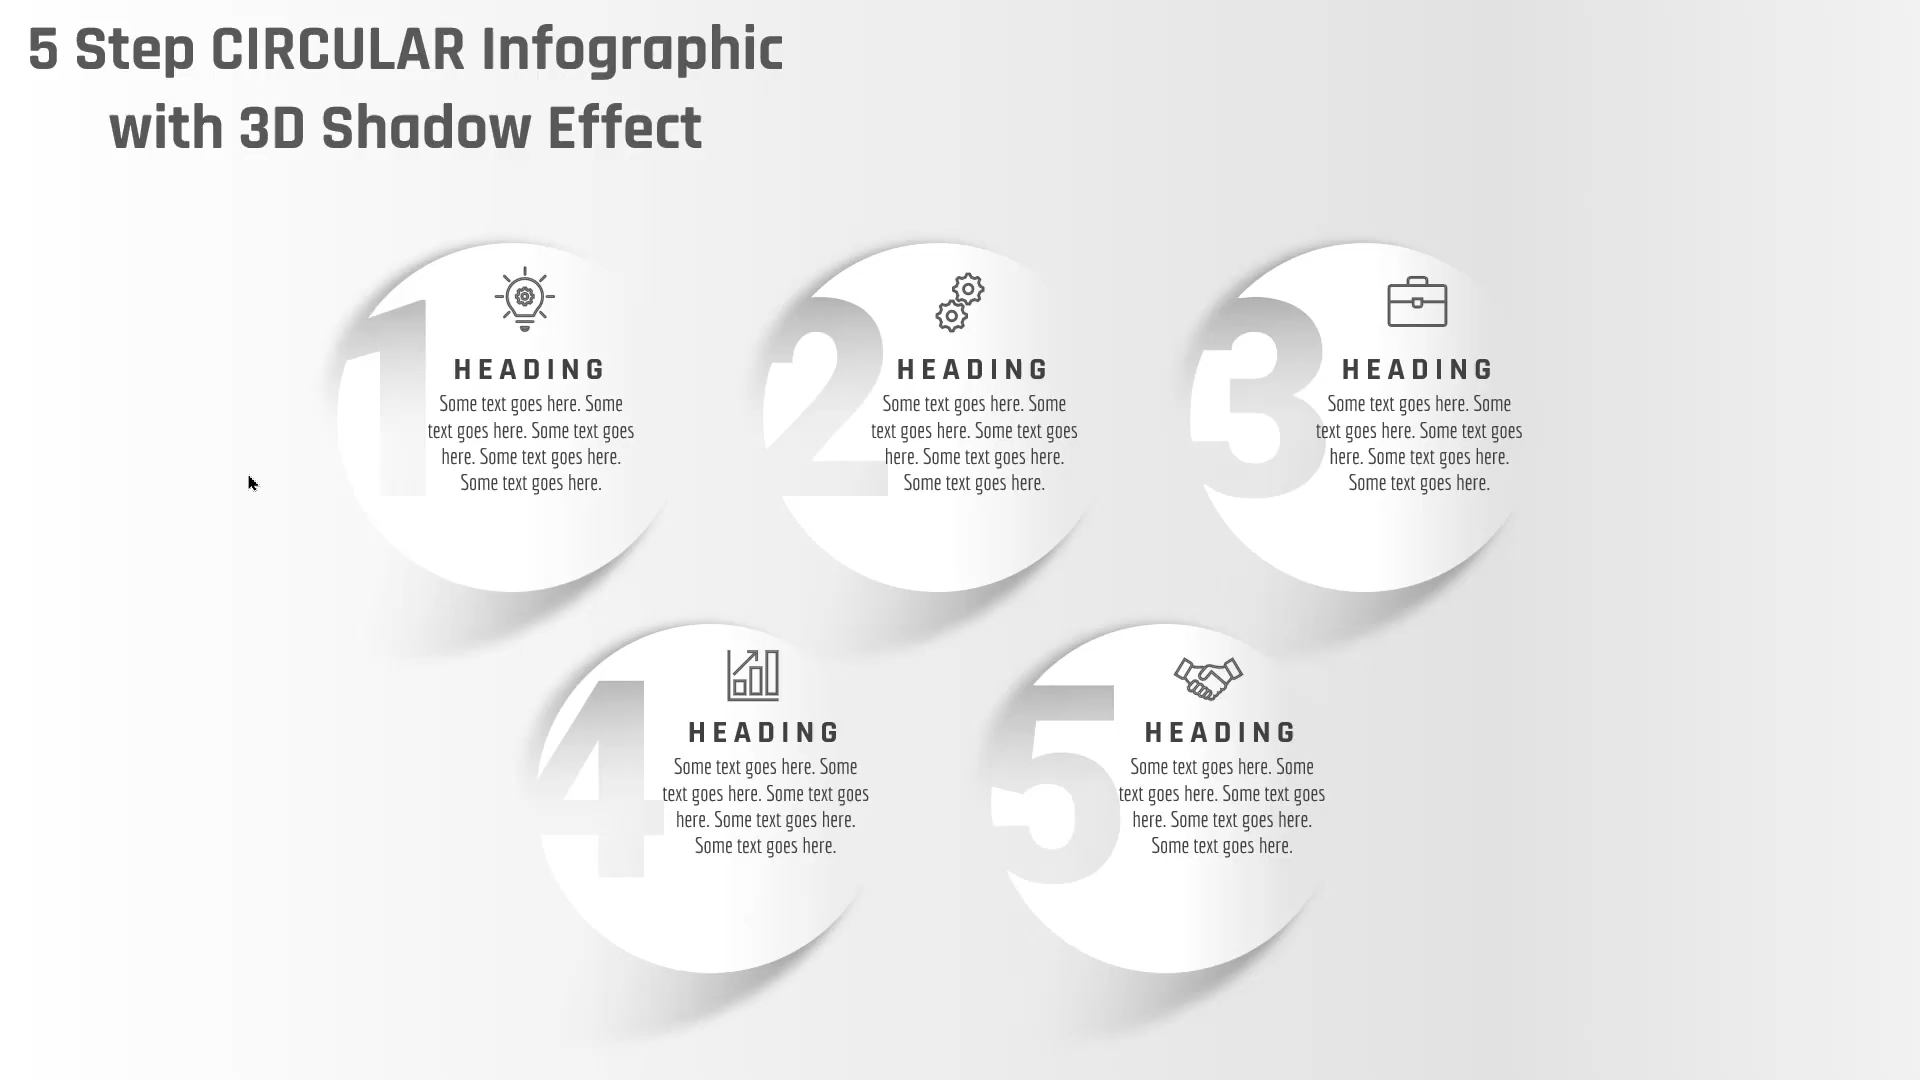 5 Step CIRCULAR Infographic
with 3D Shadow Effect
1
HEADING
Some text goes here. Some
text goes here. Some text goes
here. Some text goes here.
Some text goes here.
2
HEADING
Some text goes here. Some
text goes here. Some text goes
here. Some text goes here.
Some text goes here.
3
HEADING
Some text goes here. Some
text goes here. Some text goes
here. Some text goes here.
Some text goes here.
4
HEADING
Some text goes here. Some
text goes here. Some text goes
here. Some text goes here.
Some text goes here.
5
HEADING
Some text goes here. Some
text goes here. Some text goes
here. Some text goes here.
Some text goes here.